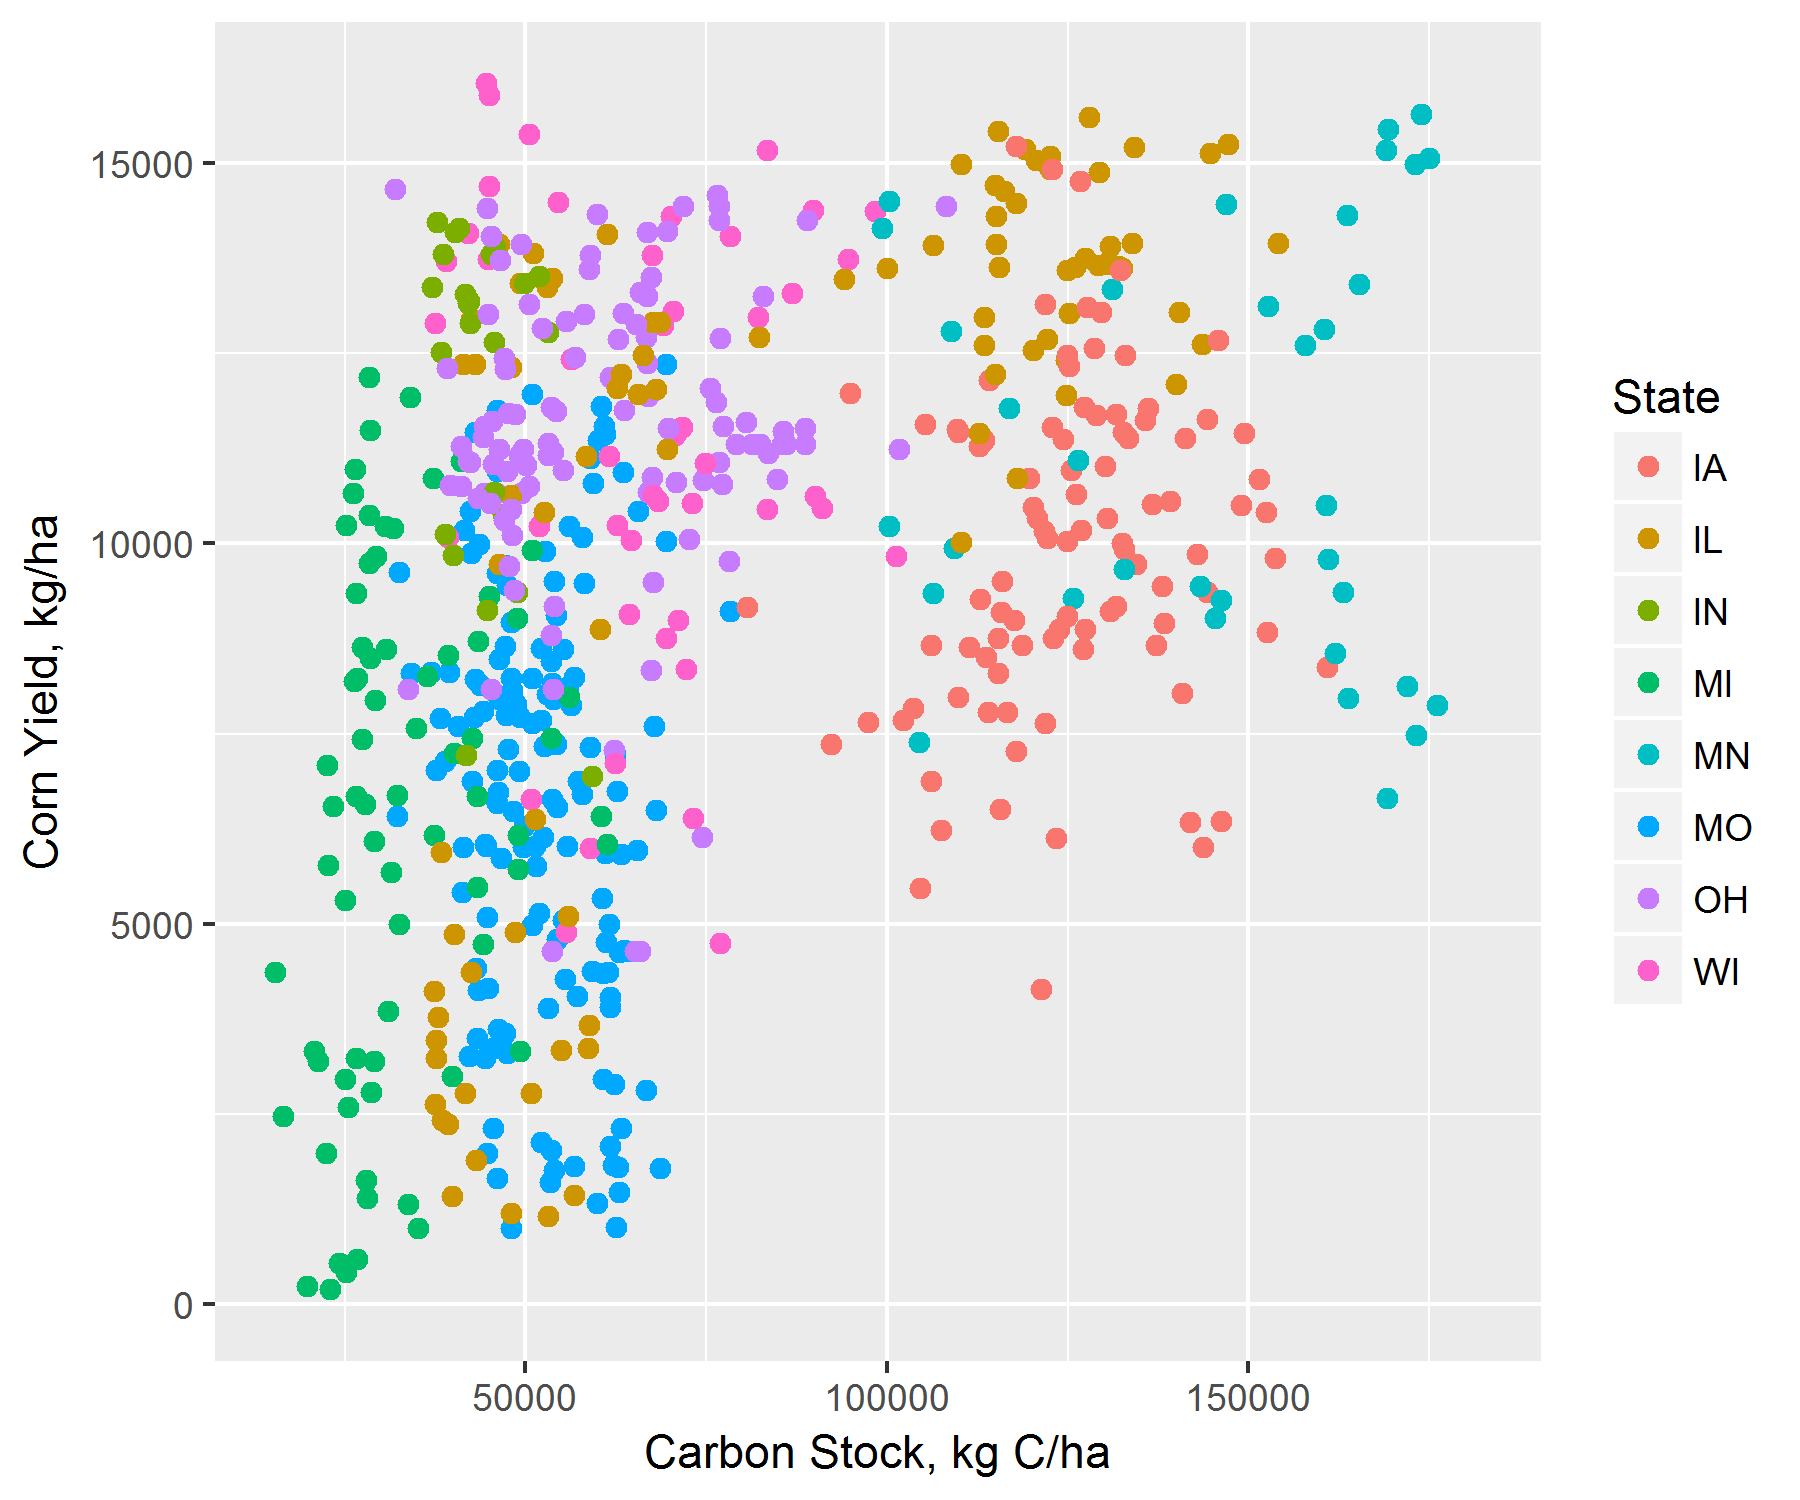 Corn Yield, kg/ha
15000
10000
5000
0
50000
100000
150000
Carbon Stock, kg C/ha
State
IA
IL
IN
MI
MN
MO
OH
WI